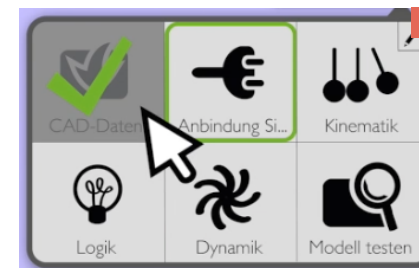 CAD-Daten
Anbindung Si...
Kinematik
Logik
Dynamik
Modell testen